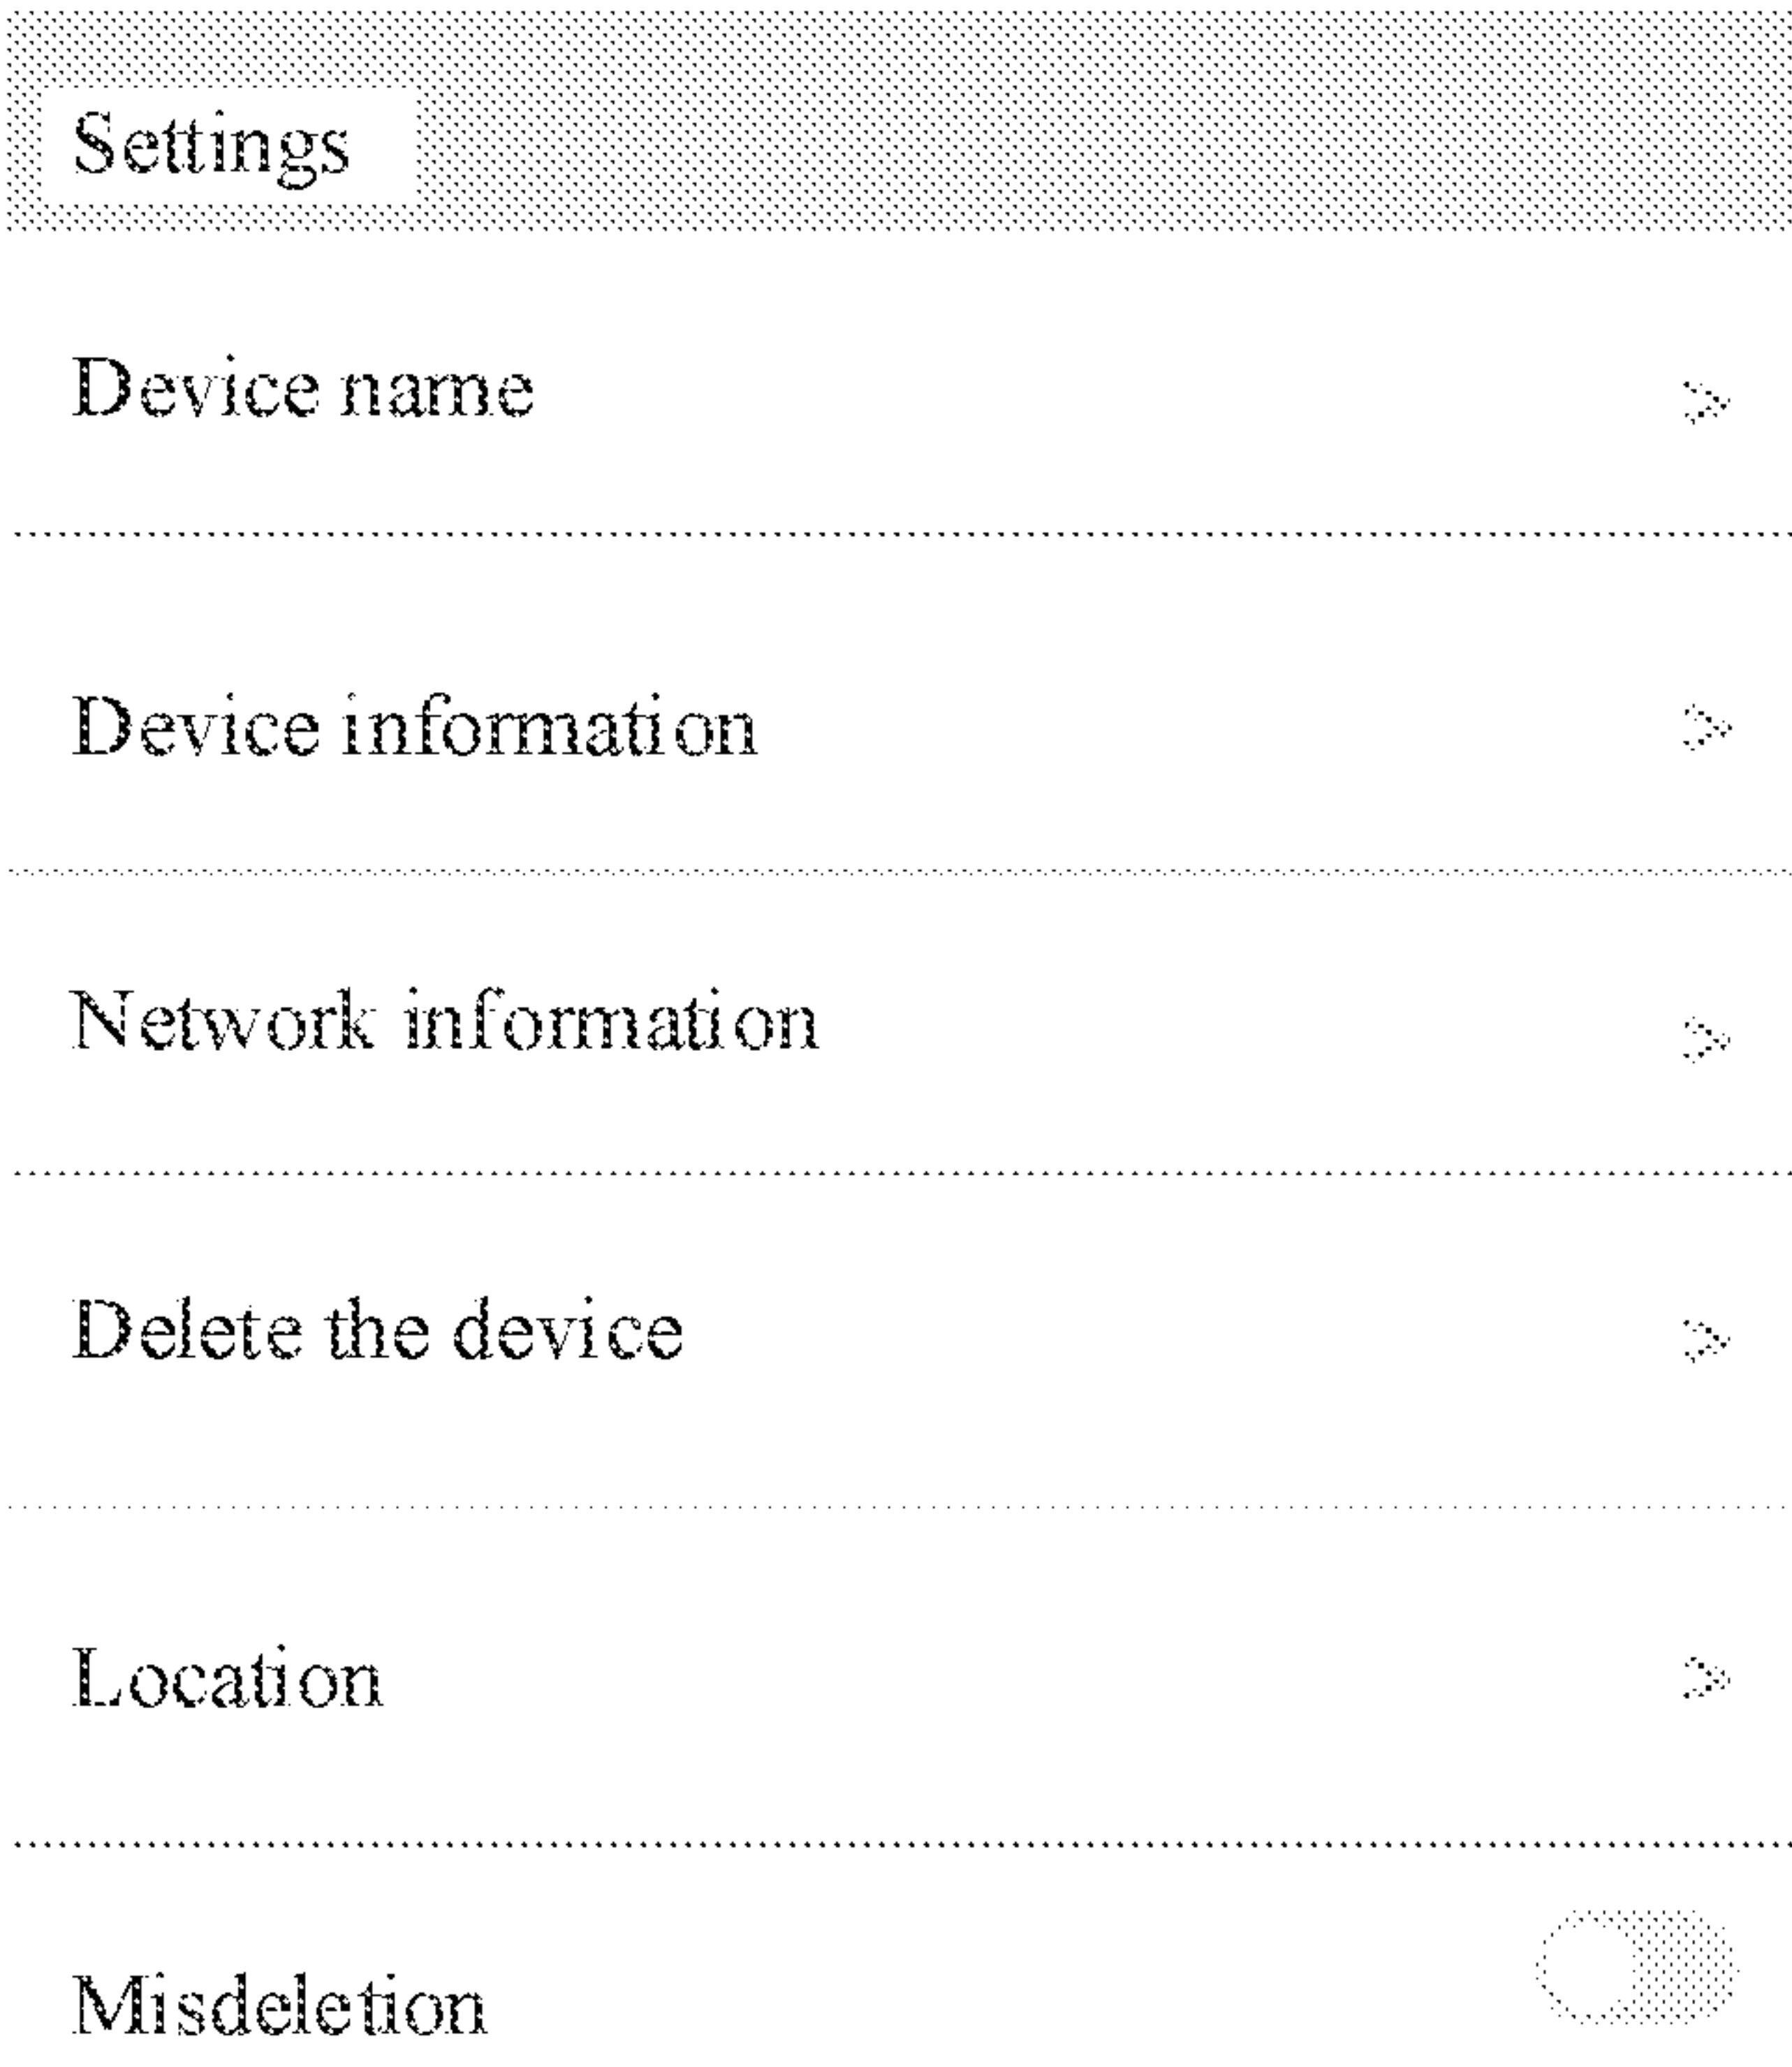 Settings
Device name >
Device information >
Network information >
Delete the device >
Location >
Misdeletion